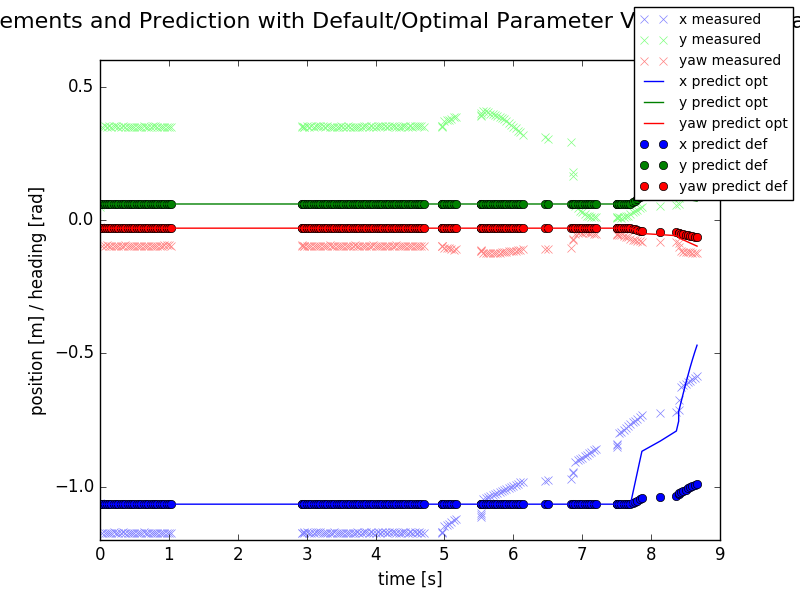 ements and Prediction with Default/Optimal Parameter V
x measured
y measured
yaw measured
x predict opt
y predict opt
yaw predict opt
x predict def
y predict def
yaw predict def
0.5
0.0
−0.5
−1.0
position [m] / heading [rad]
0 1 2 3 4 5 6 7 8 9
time [s]